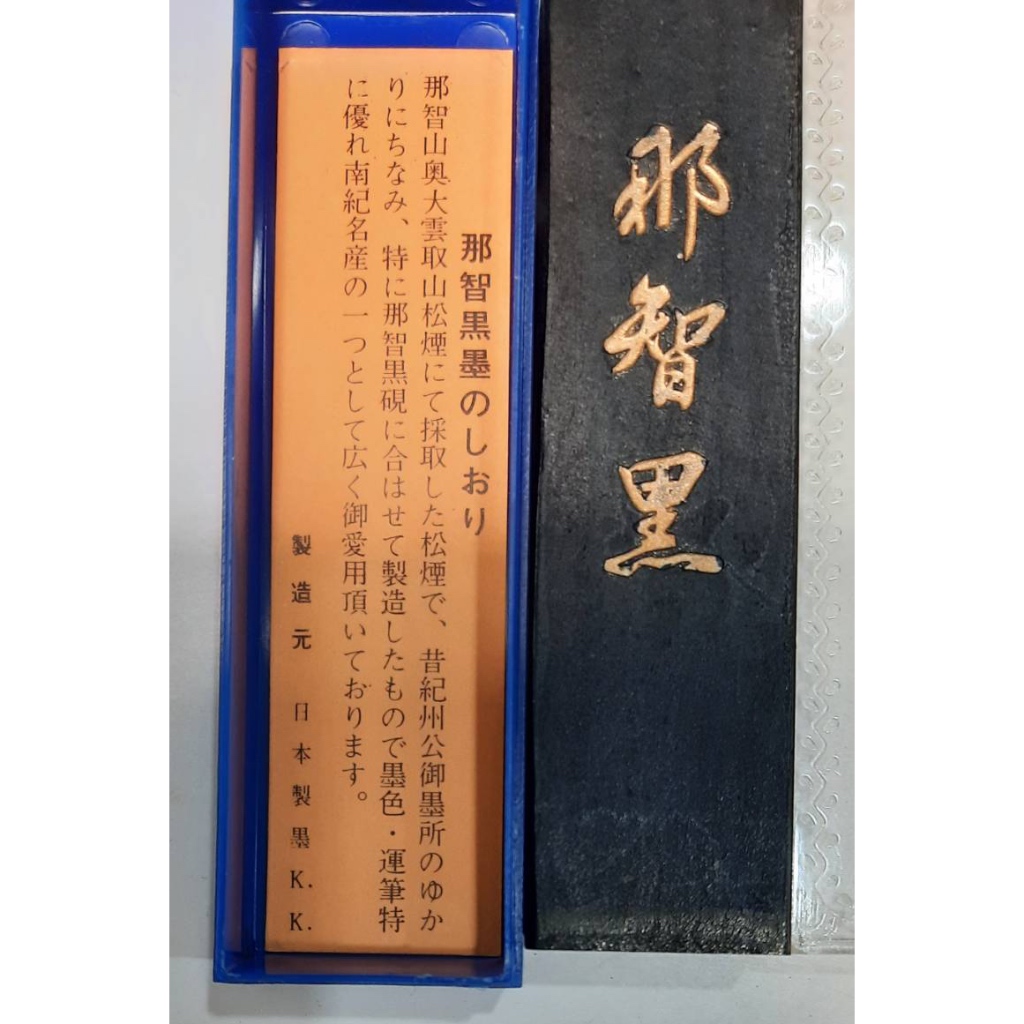 那智黒
那智黒墨のしおり
那智山奥大雲取山松煙にて採取した松煙で、昔紀州公御墨所のゆか
りにちなみ、特に那智黒硯に合はせて製造したもので墨色・運筆特
に優れ南紀名産の一つとして広く御愛用頂いております。
製造元 日本製墨K.K.